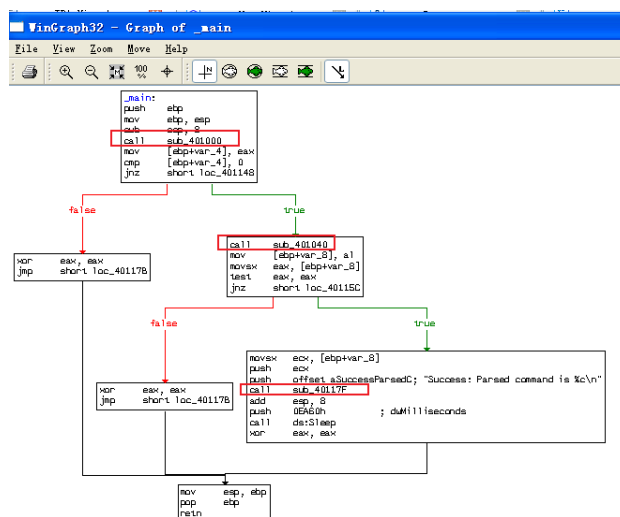 WinGraph32 - Graph of _main
File View Zoom Move Help
100
%
N
_main:
push ebp
mov ebp, esp
sub esp, 8
call sub_401000
mov [ebp+var_4], eax
cmp [ebp+var_4], 0
jnz short loc_401148
false
true
xor eax, eax
jmp short loc_40117B
call sub_401040
mov [ebp+var_8], al
movsx eax, [ebp+var_8]
test eax, eax
jnz short loc_40115C
false
true
xor eax, eax
jmp short loc_40117B
movsx ecx, [ebp+var_8]
push ecx
push offset aSuccessParsedC; "Success: Parsed command is %c\n"
call sub_40117F
add esp, 8
push 0EA60h ; dwMilliseconds
call ds:Sleep
xor eax, eax
mov esp, ebp
pop ebp
retn